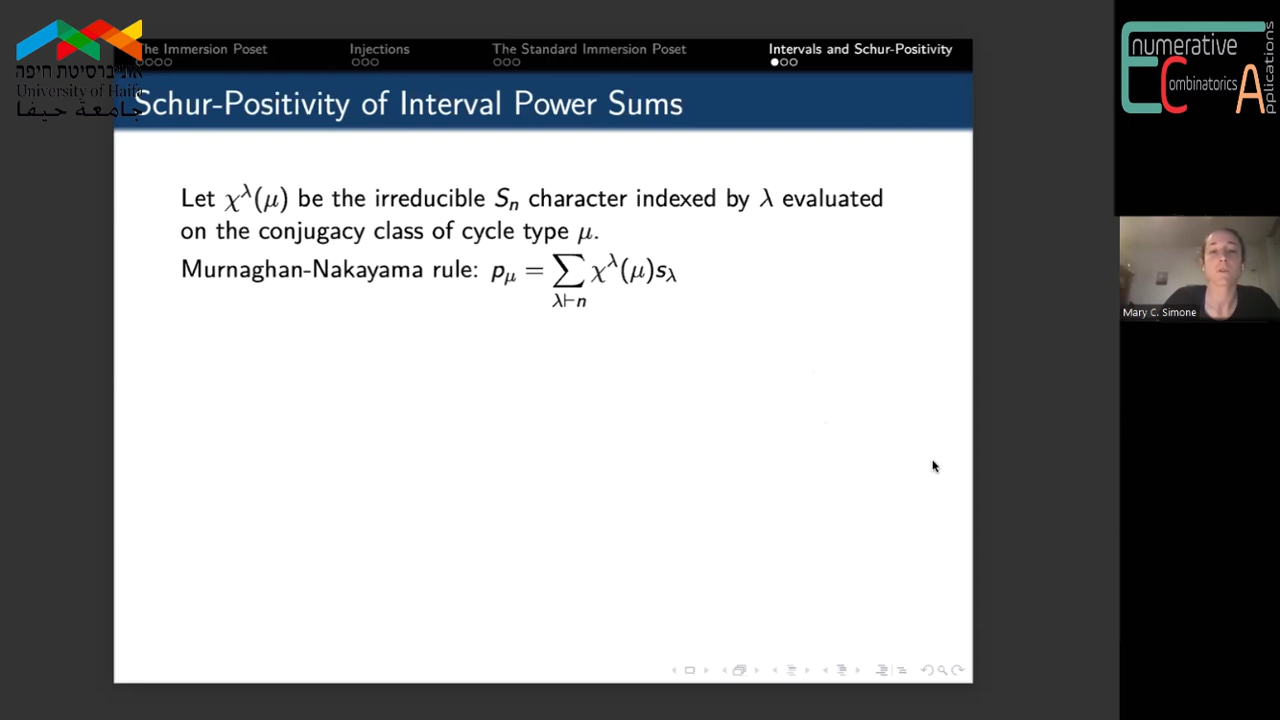 The Immersion Poset
Injections
The Standard Immersion Poset
Intervals and Schur-Positivity
אוניברסיטת חיפה
University of Haifa
جامعة حيفا
Schur-Positivity of Interval Power Sums
Let χ^λ(μ) be the irreducible S_n character indexed by λ evaluated
on the conjugacy class of cycle type μ.
Murnaghan-Nakayama rule: p_μ = ∑_{λ⊢n} χ^λ(μ)s_λ
Enumerative
Combinatorics
Applications
Mary C. Simone